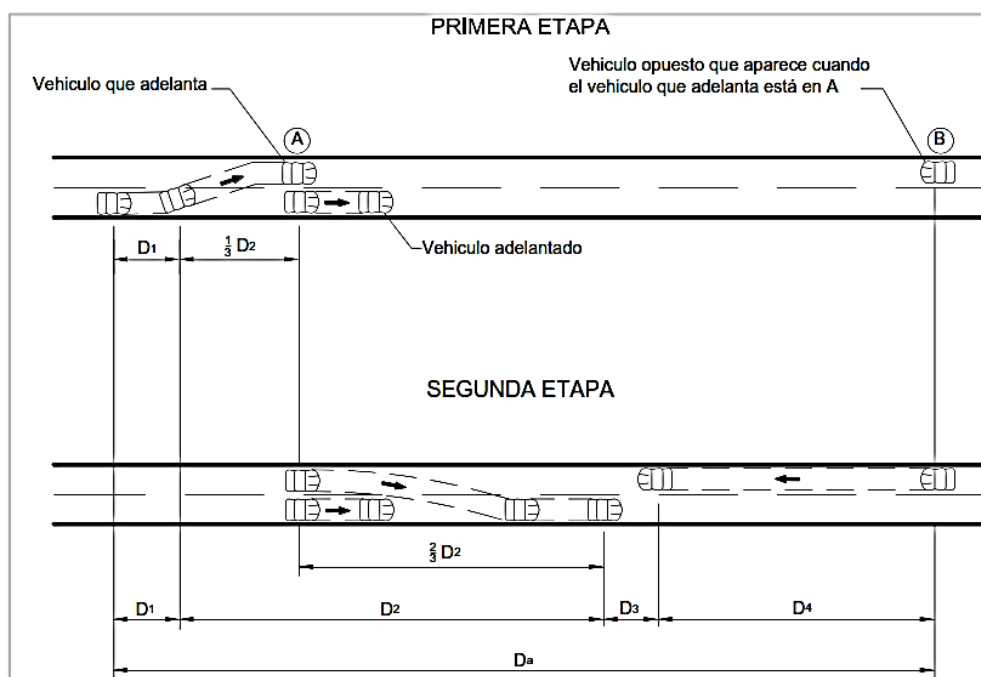 PRIMERA ETAPA
Vehiculo que adelanta
Vehiculo opuesto que aparece cuando
el vehiculo que adelanta está en A
A
B
D1
1/3 D2
Vehiculo adelantado
SEGUNDA ETAPA
2/3 D2
D1
D2
D3
D4
Da